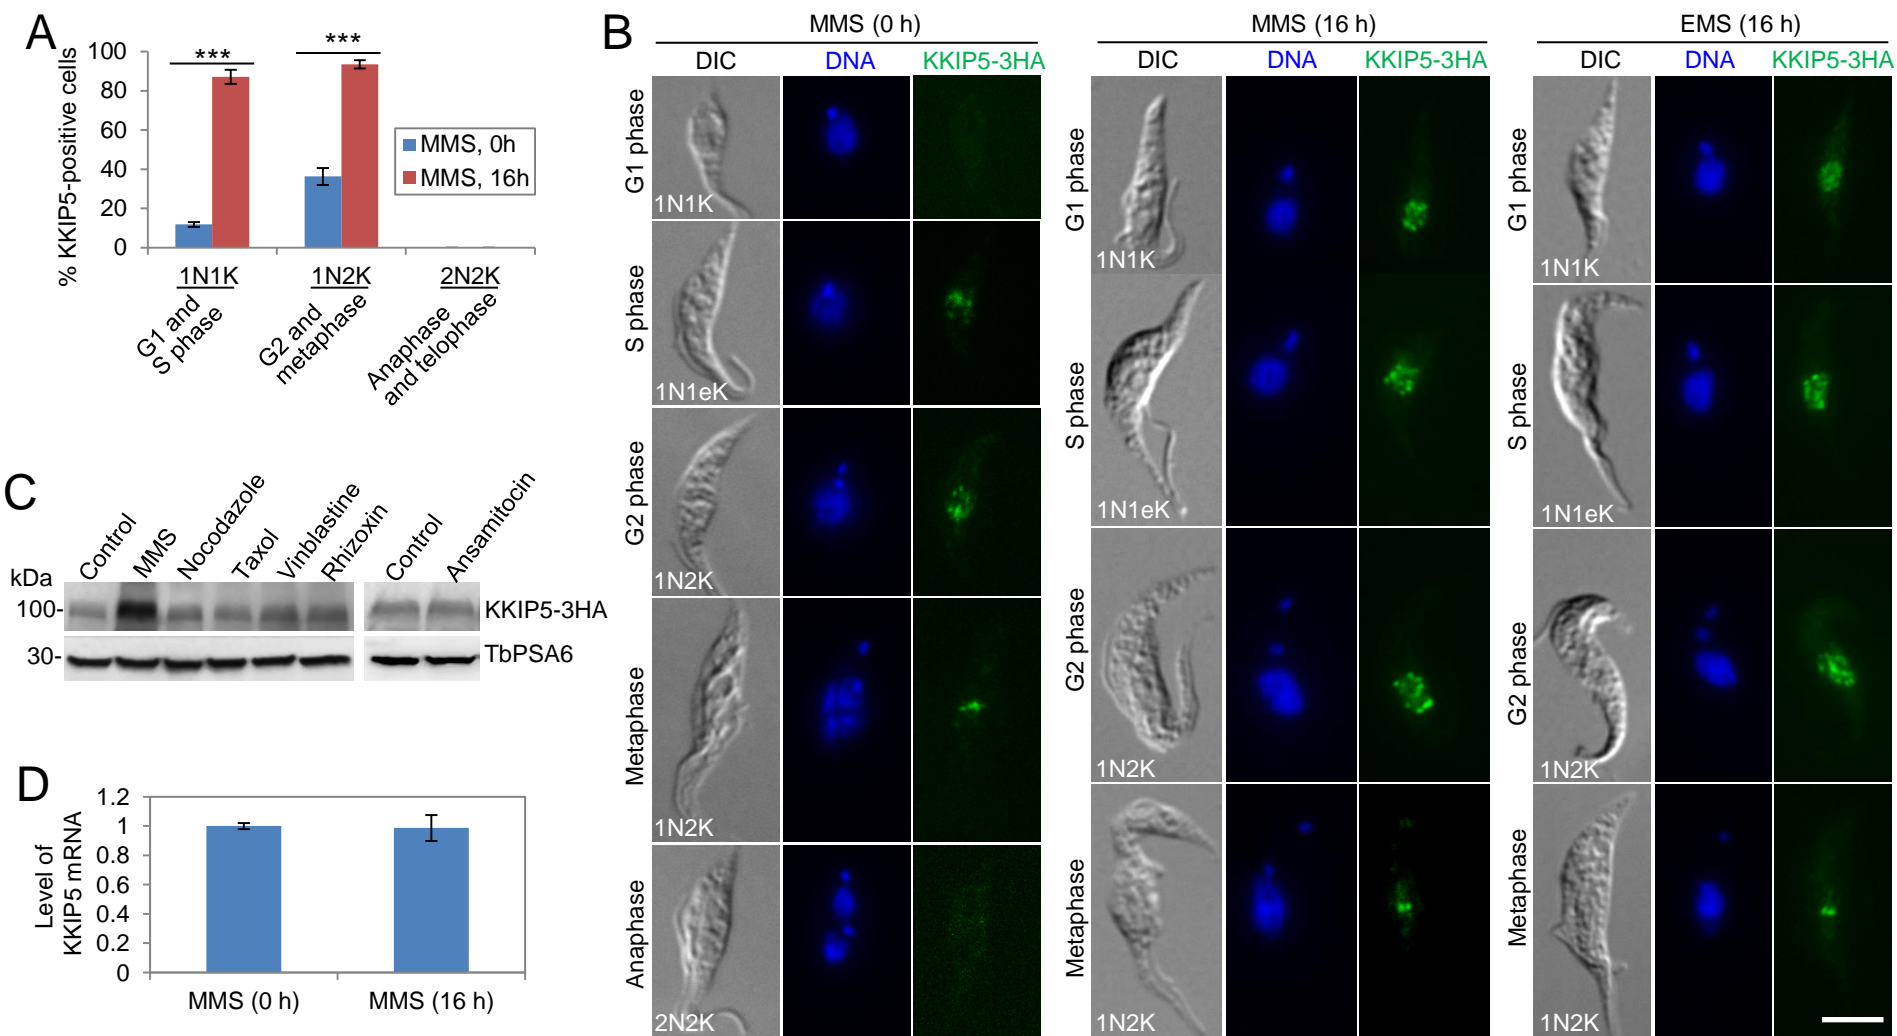 A
% KKIP5-positive cells
100
80
60
40
20
0
***
***
MMS, 0h
MMS, 16h
1N1K
1N2K
2N2K
G1 and
S phase
G2 and
metaphase
Anaphase
and telophase
B
MMS (0 h)
DIC
DNA
KKIP5-3HA
G1 phase
1N1K
S phase
1N1eK
G2 phase
1N2K
Metaphase
1N2K
Anaphase
2N2K
MMS (16 h)
DIC
DNA
KKIP5-3HA
G1 phase
1N1K
S phase
1N1eK
G2 phase
1N2K
Metaphase
1N2K
EMS (16 h)
DIC
DNA
KKIP5-3HA
G1 phase
1N1K
S phase
1N1eK
G2 phase
1N2K
Metaphase
1N2K
C
Control
MMS
Nocodazole
Taxol
Vinblastine
Rhizoxin
Control
Ansamitocin
kDa
100-
KKIP5-3HA
30-
TbPSA6
D
Level of
KKIP5 mRNA
1.2
1
0.8
0.6
0.4
0.2
0
MMS (0 h)
MMS (16 h)